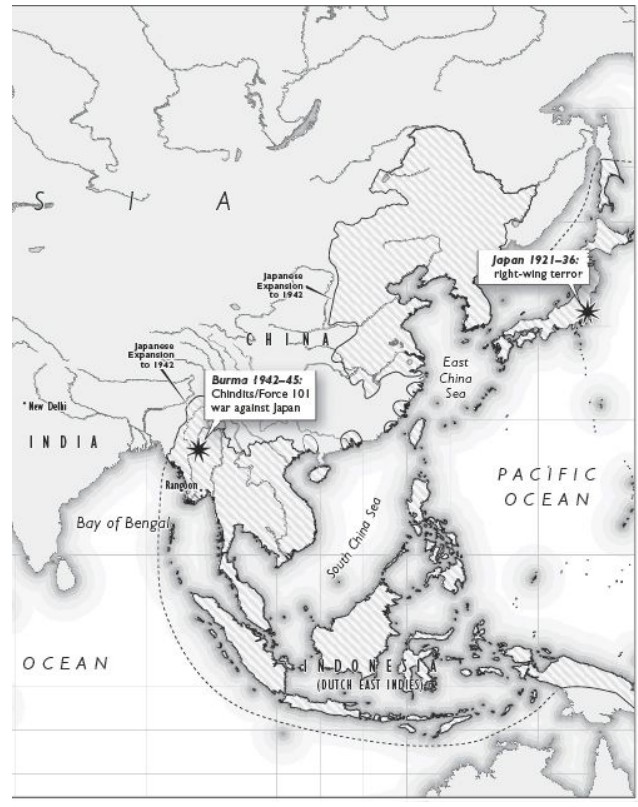 S I A
Japan 1921–36:
right-wing terror
Japanese
Expansion
to 1942
CHINA
Japanese
Expansion
to 1942
East
China
Sea
Burma 1942–45:
Chindits/Force 101
war against Japan
New Delhi
INDIA
PACIFIC
OCEAN
Rangoon
Bay of Bengal
South China Sea
OCEAN
INDONESIA
(DUTCH EAST INDIES)